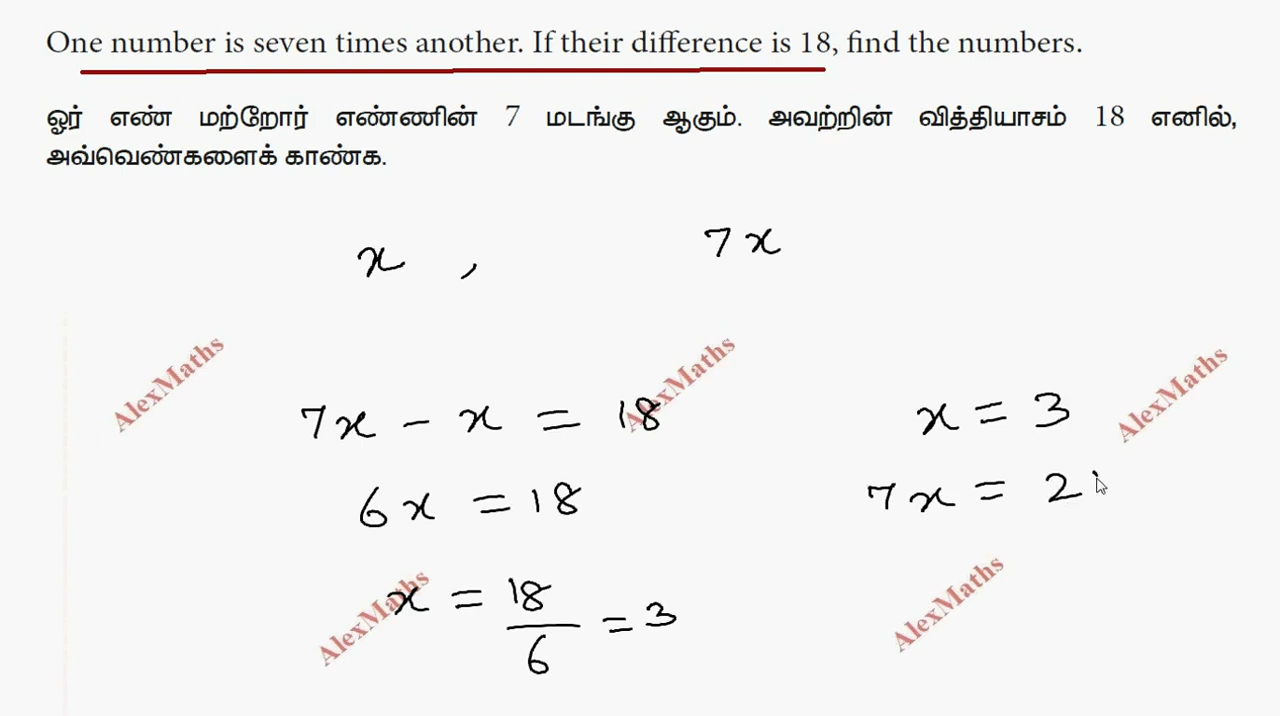 One number is seven times another. If their difference is 18, find the numbers.
ஓர் எண் மற்றோர் எண்ணின் 7 மடங்கு ஆகும். அவற்றின் வித்தியாசம் 18 எனில்,
அவ்வெண்களைக் காண்க.
x , 7x
AlexMaths AlexMaths AlexMaths
7x - x = 18 x = 3
6x = 18 7x = 2
x = 18/6 = 3
AlexMaths AlexMaths